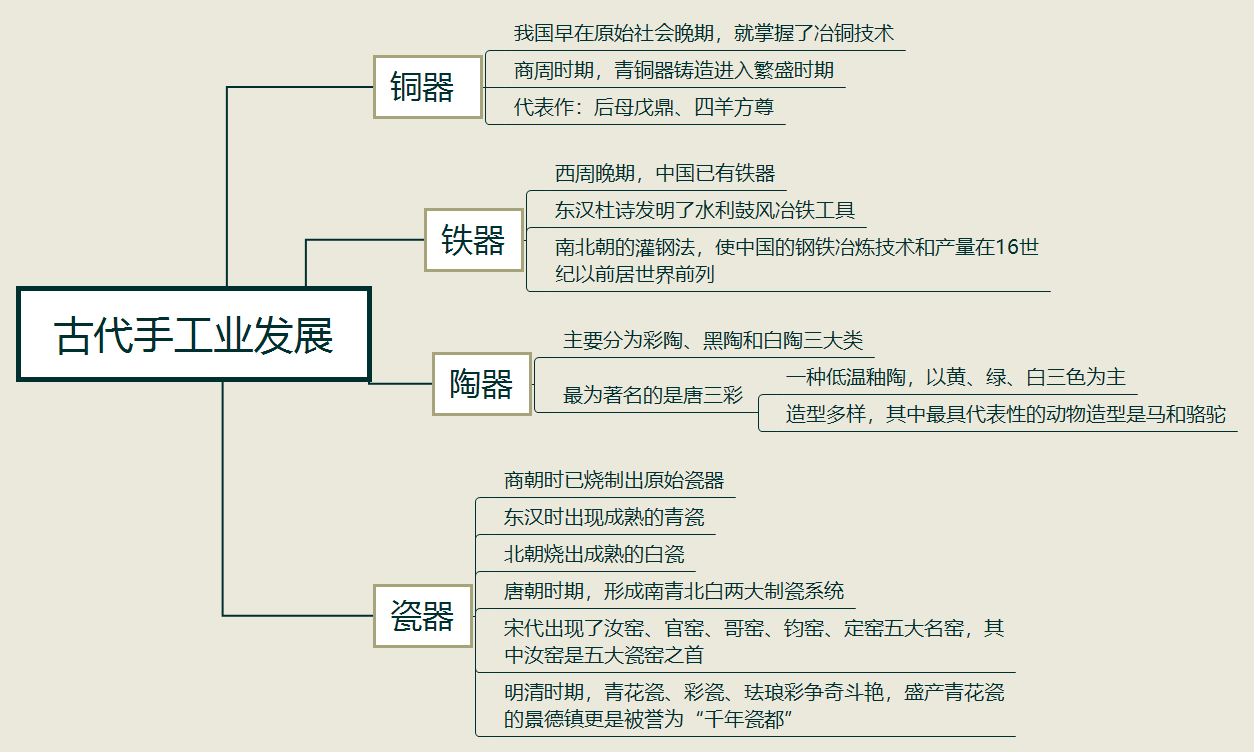 古代手工业发展
铜器
我国早在原始社会晚期，就掌握了冶铜技术
商周时期，青铜器铸造进入繁盛时期
代表作：后母戊鼎、四羊方尊
铁器
西周晚期，中国已有铁器
东汉杜诗发明了水利鼓风冶铁工具
南北朝的灌钢法，使中国的钢铁冶炼技术和产量在16世
纪以前居世界前列
陶器
主要分为彩陶、黑陶和白陶三大类
最为著名的是唐三彩
一种低温釉陶，以黄、绿、白三色为主
造型多样，其中最具代表性的动物造型是马和骆驼
瓷器
商朝时已烧制出原始瓷器
东汉时出现成熟的青瓷
北朝烧出成熟的白瓷
唐朝时期，形成南青北白两大制瓷系统
宋代出现了汝窑、官窑、哥窑、钧窑、定窑五大名窑，其
中汝窑是五大瓷窑之首
明清时期，青花瓷、彩瓷、珐琅彩争奇斗艳，盛产青花瓷
的景德镇更是被誉为“千年瓷都”